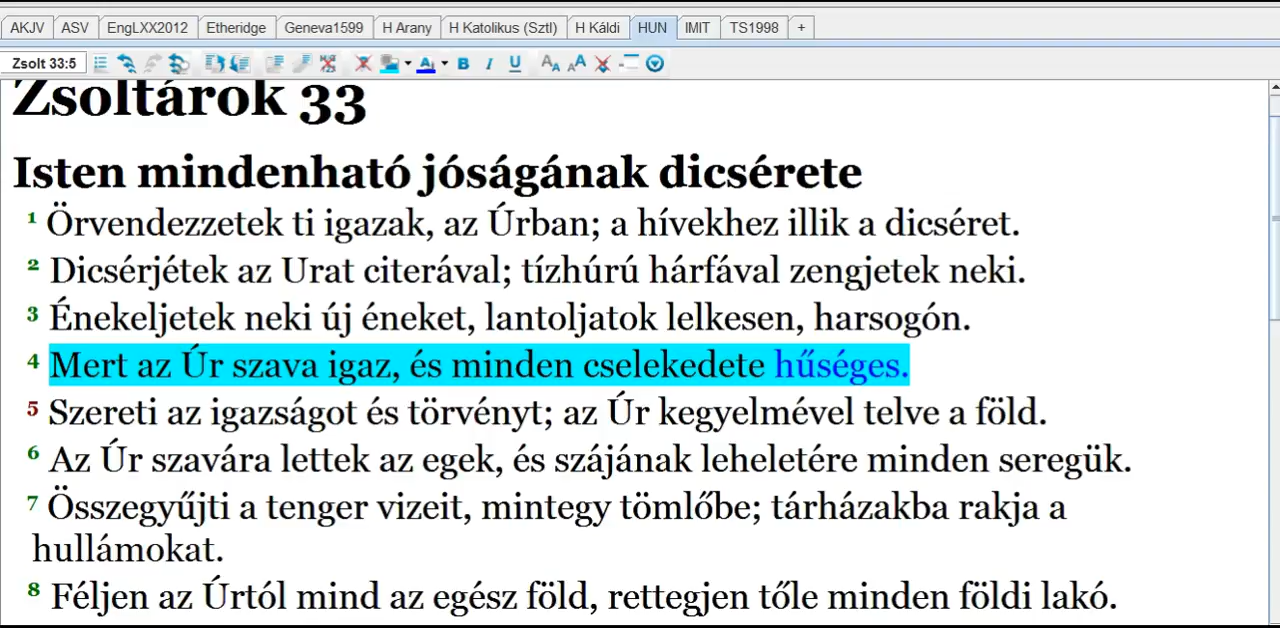 AKJV ASV EngLXX2012 Etheridge Geneva1599 H Arany H Katolikus (Sztl) H Káldi HUN IMIT TS1998 +
Zsolt 33:5
Zsoltárok 33
Isten mindenható jóságának dicsérete
1 Örvendezzetek ti igazak, az Úrban; a hívekhez illik a dicséret.
2 Dicsérjétek az Urat citerával; tízhúrú hárfával zengjetek neki.
3 Énekeljetek neki új éneket, lantoljatok lelkesen, harsogón.
4 Mert az Úr szava igaz, és minden cselekedete hűséges.
5 Szereti az igazságot és törvényt; az Úr kegyelmével telve a föld.
6 Az Úr szavára lettek az egek, és szájának leheletére minden seregük.
7 Összegyűjti a tenger vizeit, mintegy tömlőbe; tárházakba rakja a
hullámokat.
8 Féljen az Úrtól mind az egész föld, rettegjen tőle minden földi lakó.